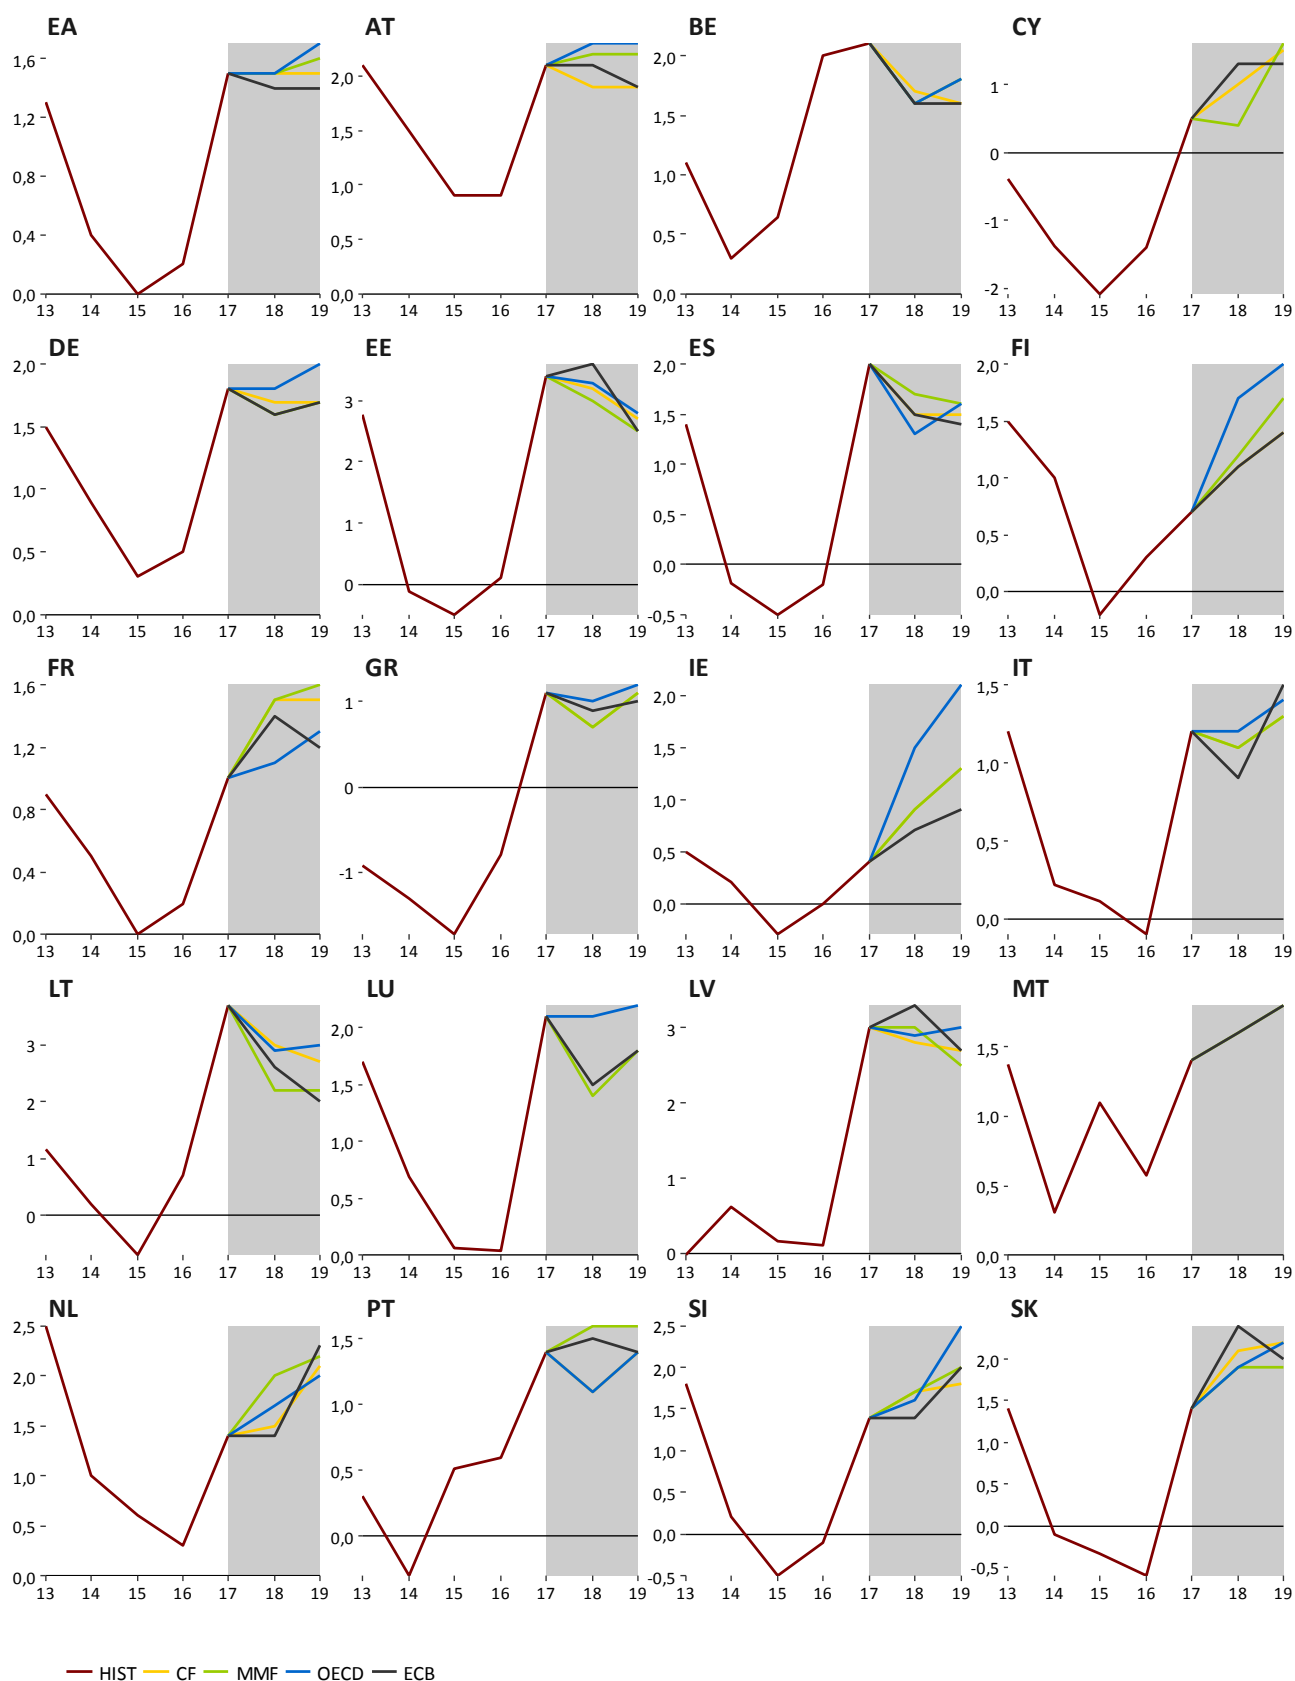 EA AT BE CY
1,6 2,0 2,0 1
1,2 1,5 1,5 0
0,8 1,0 1,0 -1
0,4 0,5 0,5 -2
0,0 0,0 0,0
13 14 15 16 17 18 19 13 14 15 16 17 18 19 13 14 15 16 17 18 19 13 14 15 16 17 18 19
DE EE ES FI
2,0 3 2,0 2,0
1,5 2 1,5 1,5
1,0 1 1,0 1,0
0,5 0 0,5 0,5
0,0 0,0 0,0
-0,5
13 14 15 16 17 18 19 13 14 15 16 17 18 19 13 14 15 16 17 18 19 13 14 15 16 17 18 19
FR GR IE IT
1,6 1 2,0 1,5
1,2 0 1,5 1,0
0,8 -1 1,0 0,5
0,4 0,5 0,0
0,0 0,0
13 14 15 16 17 18 19 13 14 15 16 17 18 19 13 14 15 16 17 18 19 13 14 15 16 17 18 19
LT LU LV MT
3 2,0 3 1,5
2 1,5 2 1,0
1 1,0 1 0,5
0 0,5 0 0,0
0,0
13 14 15 16 17 18 19 13 14 15 16 17 18 19 13 14 15 16 17 18 19 13 14 15 16 17 18 19
NL PT SI SK
2,5 1,5 2,5 2,0
2,0 1,0 2,0 1,5
1,5 0,5 1,5 1,0
1,0 0,0 1,0 0,5
0,5 0,5 0,0
0,0 0,0 -0,5
-0,5
13 14 15 16 17 18 19 13 14 15 16 17 18 19 13 14 15 16 17 18 19 13 14 15 16 17 18 19
HIST CF MMF OECD ECB